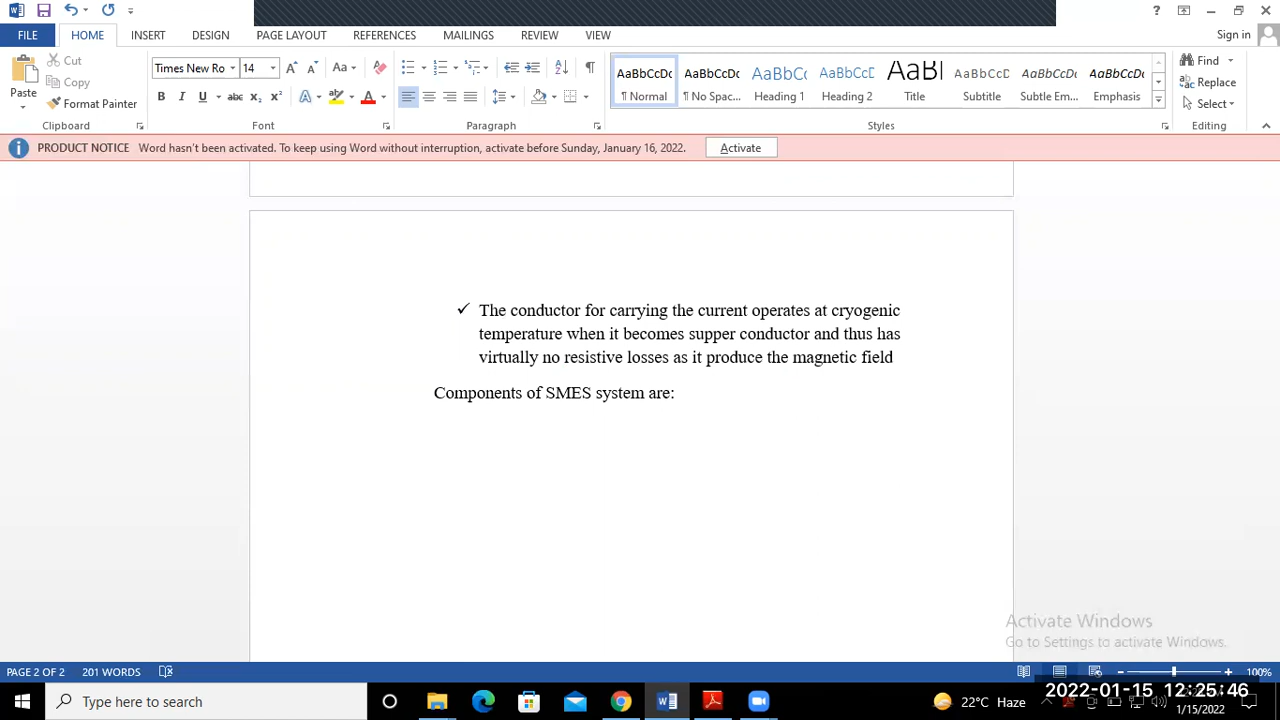 Sign in
FILE HOME INSERT DESIGN PAGE LAYOUT REFERENCES MAILINGS REVIEW VIEW
Paste
Cut
Copy
Format Painter
Clipboard
Times New Ro 14
Font
Paragraph
AaBbCcDc AaBbCcDc AaBbCc AaBbCcD AaBb AaBbCcD AaBbCcDc AaBbCcDc
¶ Normal ¶ No Spac... Heading 1 Heading 2 Title Subtitle Subtle Em... Emphasis
Styles
Find
Replace
Select
Editing
PRODUCT NOTICE Word hasn't been activated. To keep using Word without interruption, activate before Sunday, January 16, 2022. Activate
✓ The conductor for carrying the current operates at cryogenic
temperature when it becomes supper conductor and thus has
virtually no resistive losses as it produce the magnetic field
Components of SMES system are:
Activate Windows
Go to Settings to activate Windows.
PAGE 2 OF 2 201 WORDS 100%
Type here to search
22°C Haze
2022-01-15 12:25:46
1/15/2022